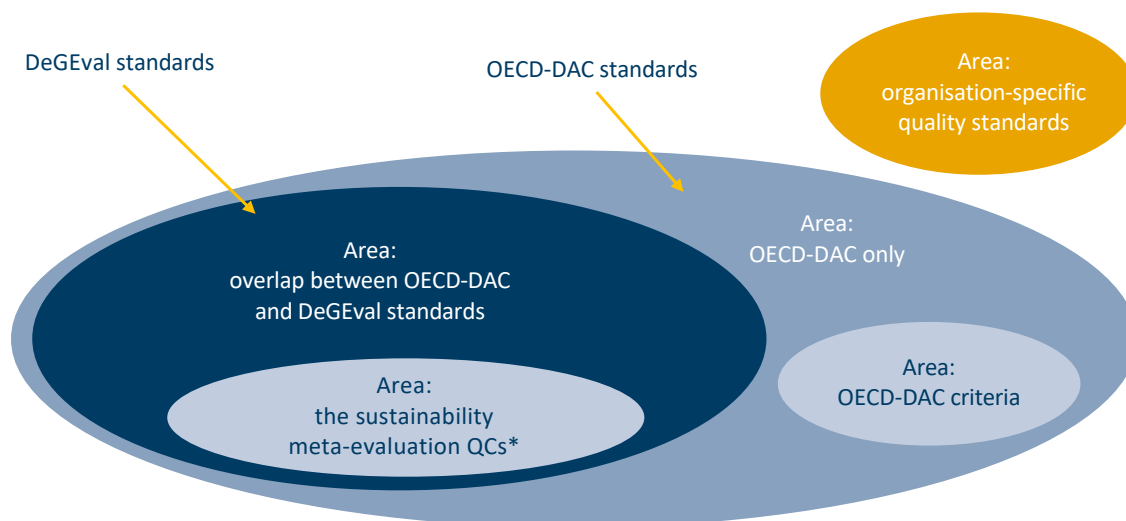 DeGEval standards
OECD-DAC standards
Area:
organisation-specific
quality standards
Area:
OECD-DAC only
Area:
overlap between OECD-DAC
and DeGEval standards
Area:
OECD-DAC criteria
Area:
the sustainability
meta-evaluation QCs*